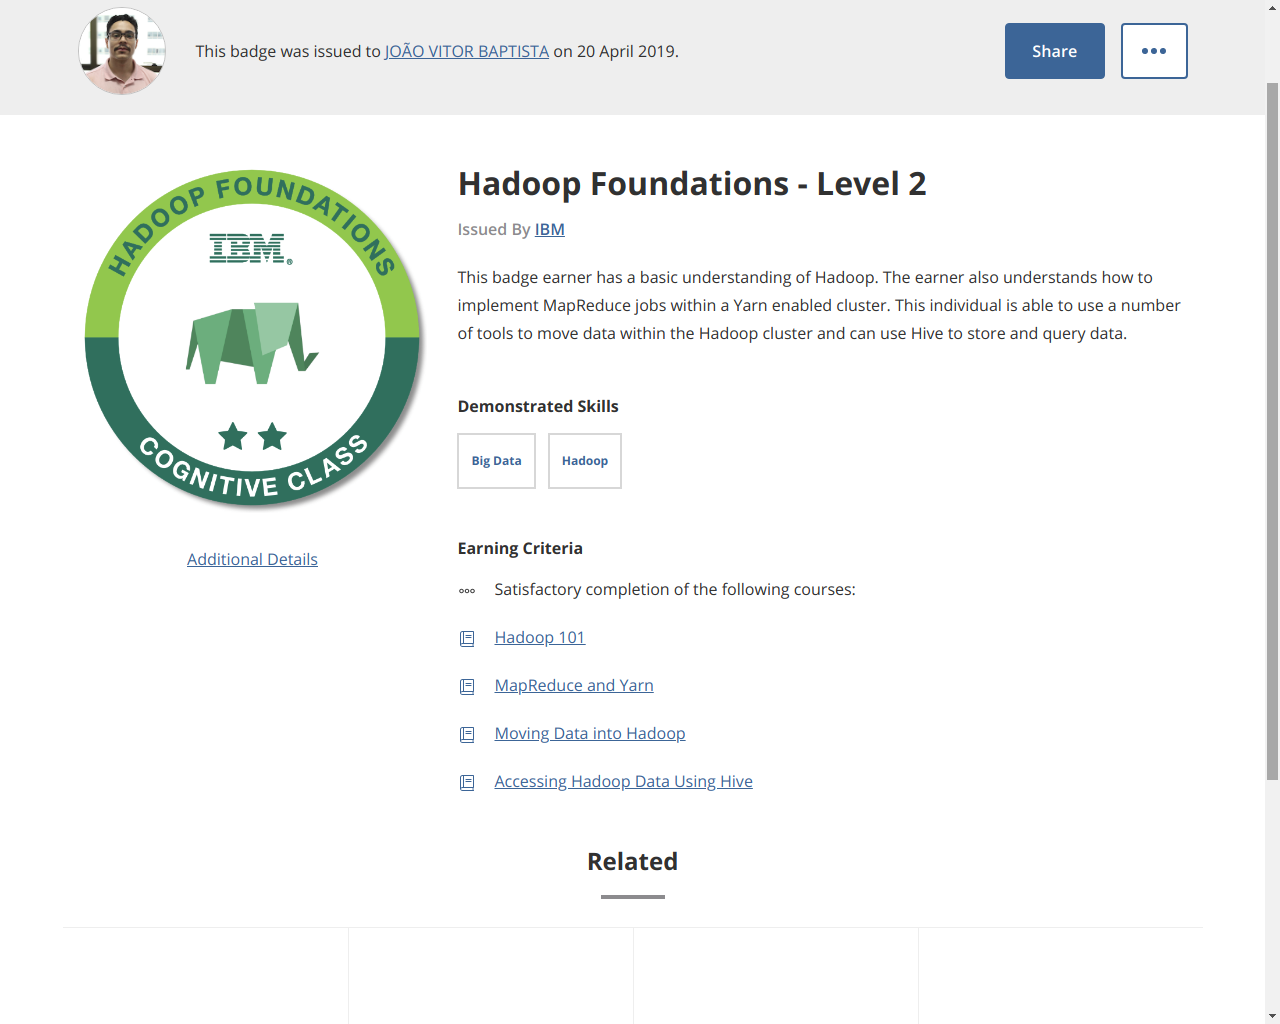 This badge was issued to JOÃO VITOR BAPTISTA on 20 April 2019.
Share
HADOOP FOUNDATIONS
IBM®
COGNITIVE CLASS
Additional Details
Hadoop Foundations - Level 2
Issued By IBM
This badge earner has a basic understanding of Hadoop. The earner also understands how to
implement MapReduce jobs within a Yarn enabled cluster. This individual is able to use a number
of tools to move data within the Hadoop cluster and can use Hive to store and query data.
Demonstrated Skills
Big Data
Hadoop
Earning Criteria
Satisfactory completion of the following courses:
Hadoop 101
MapReduce and Yarn
Moving Data into Hadoop
Accessing Hadoop Data Using Hive
Related